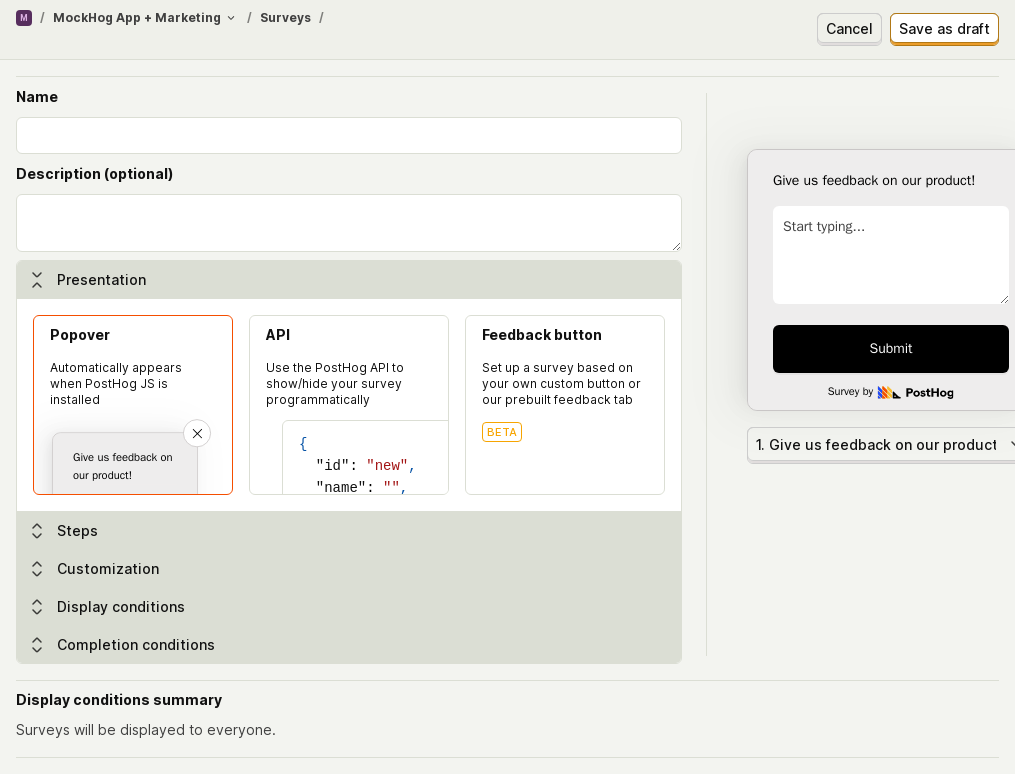 M / MockHog App + Marketing / Surveys /
Cancel
Save as draft
Name
Description (optional)
Presentation
Popover
Automatically appears
when PostHog JS is
installed
Give us feedback on
our product!
API
Use the PostHog API to
show/hide your survey
programmatically
{
"id": "new",
"name": "",
Feedback button
Set up a survey based on
your own custom button or
our prebuilt feedback tab
BETA
Steps
Customization
Display conditions
Completion conditions
Give us feedback on our product!
Start typing...
Submit
Survey by PostHog
1. Give us feedback on our product
Display conditions summary
Surveys will be displayed to everyone.